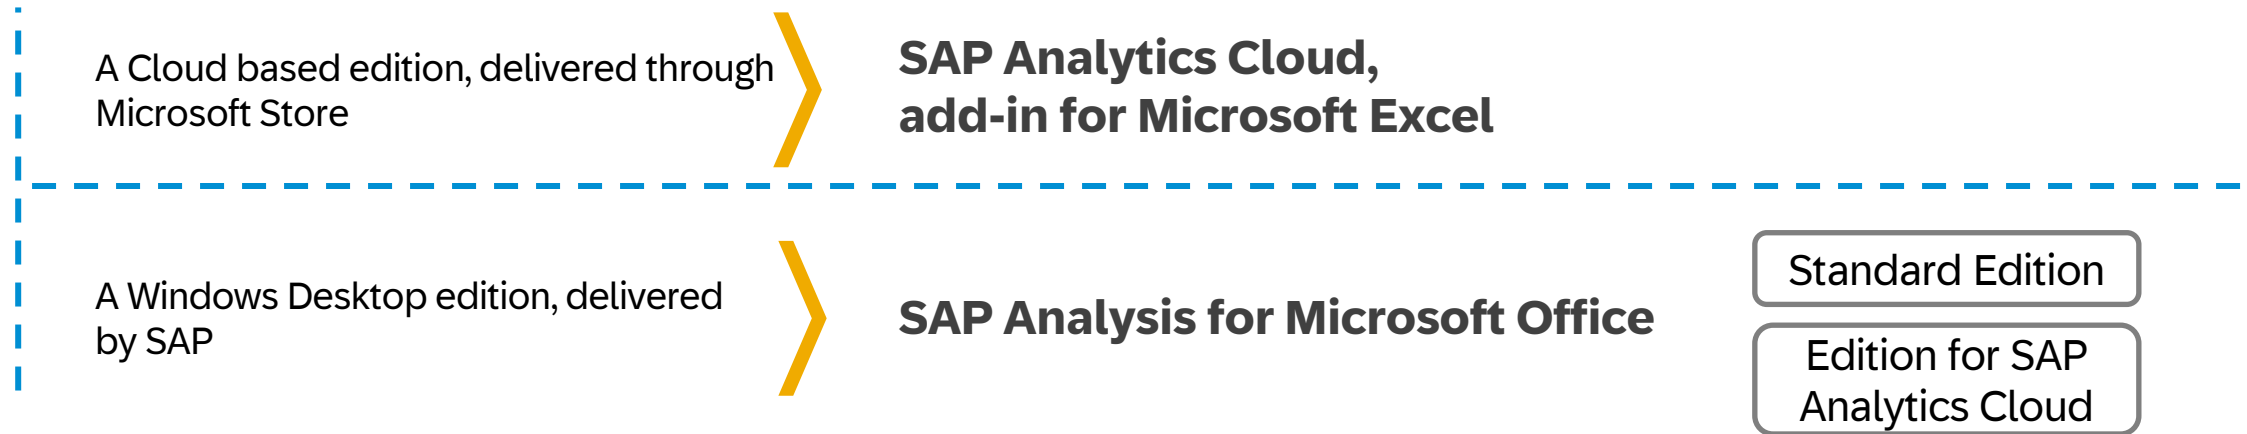 A Cloud based edition, delivered through
Microsoft Store
SAP Analytics Cloud,
add-in for Microsoft Excel
A Windows Desktop edition, delivered
by SAP
SAP Analysis for Microsoft Office
Standard Edition
Edition for SAP
Analytics Cloud